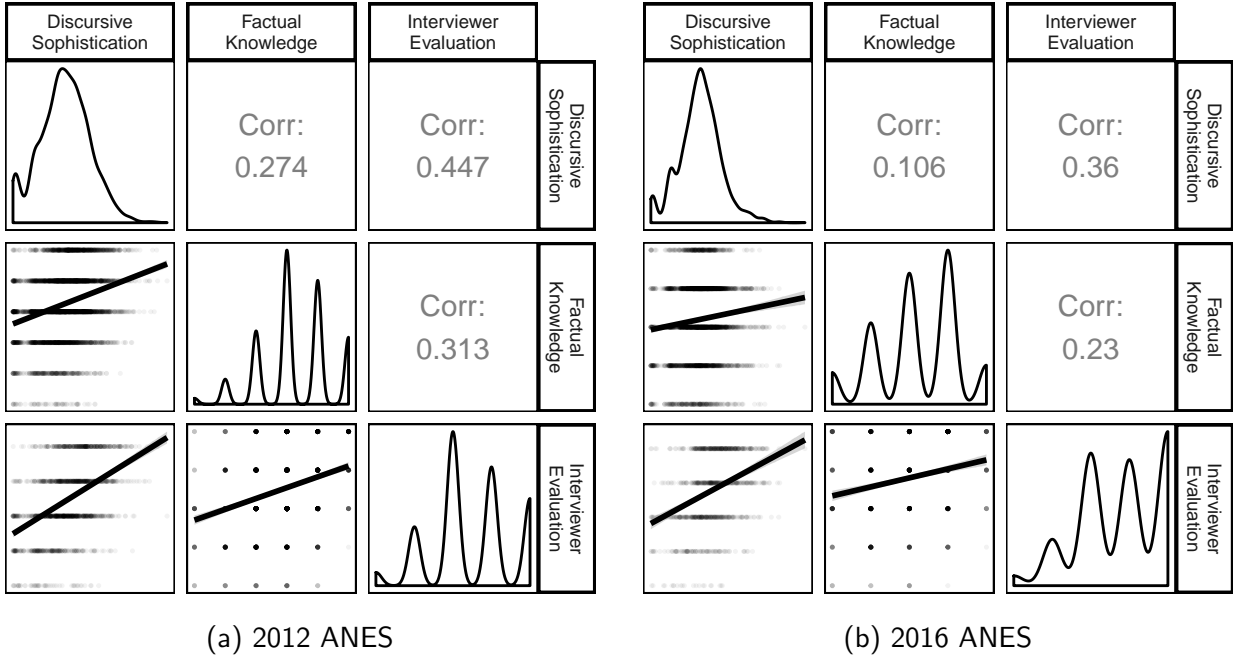 Discursive
Sophistication
Factual
Knowledge
Interviewer
Evaluation
Corr:
0.274
Corr:
0.447
Discursive
Sophistication
Corr:
0.313
Factual
Knowledge
Interviewer
Evaluation
(a) 2012 ANES
Discursive
Sophistication
Factual
Knowledge
Interviewer
Evaluation
Corr:
0.106
Corr:
0.36
Discursive
Sophistication
Corr:
0.23
Factual
Knowledge
Interviewer
Evaluation
(b) 2016 ANES